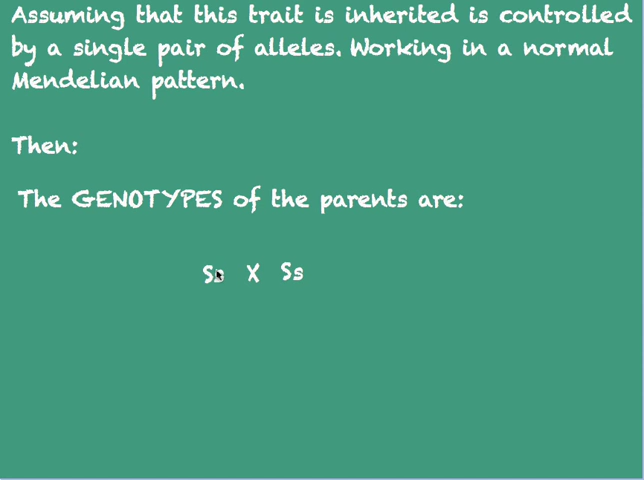 Assuming that this trait is inherited is controlled
by a single pair of alleles. Working in a normal
Mendelian pattern.
Then:
The GENOTYPES of the parents are:
Ss X Ss